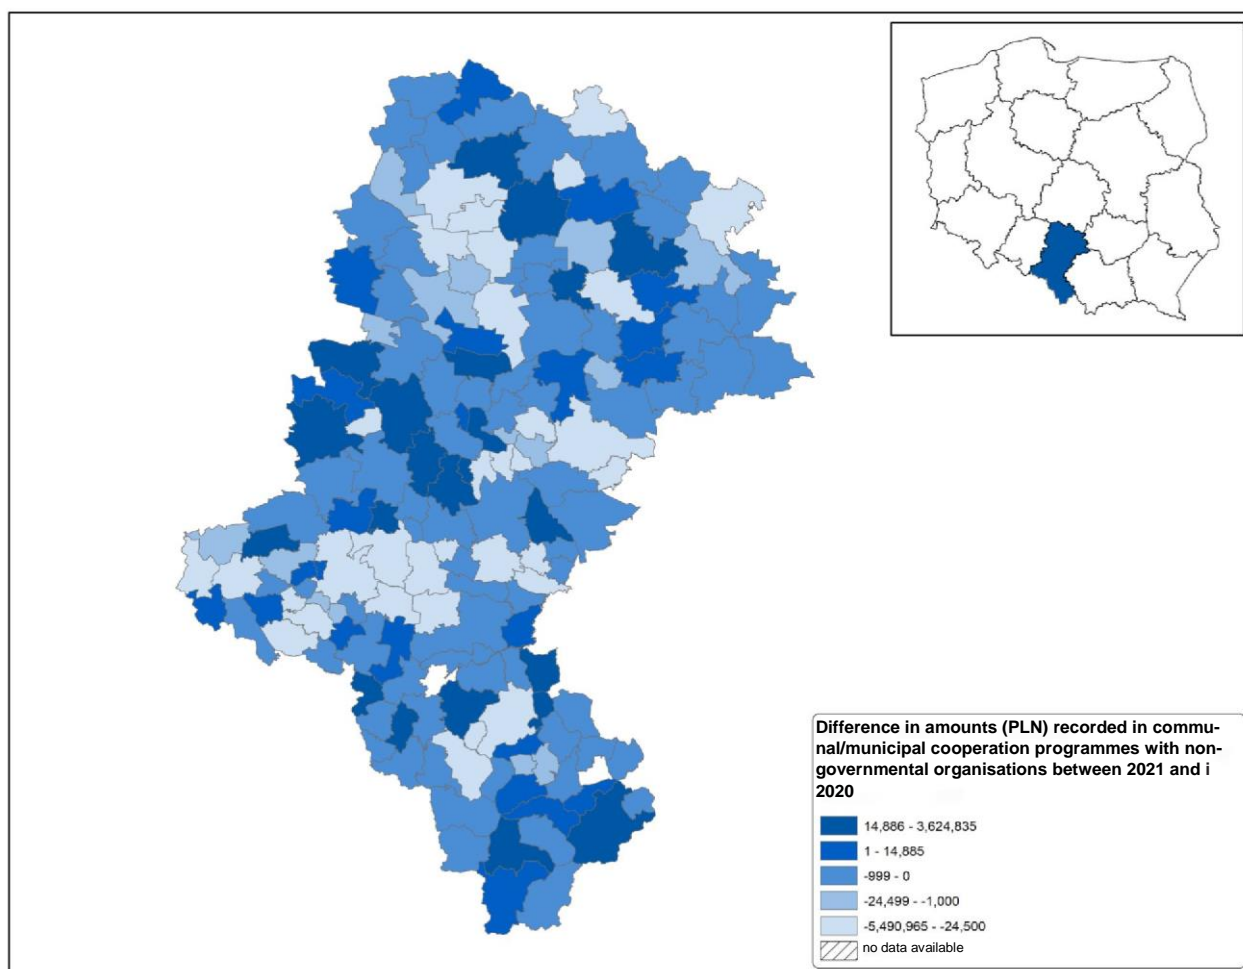 Difference in amounts (PLN) recorded in commu-
nal/municipal cooperation programmes with non-
governmental organisations between 2021 and i
2020
14,886 - 3,624,835
1 - 14,885
-999 - 0
-24,499 - -1,000
-5,490,965 - -24,500
no data available